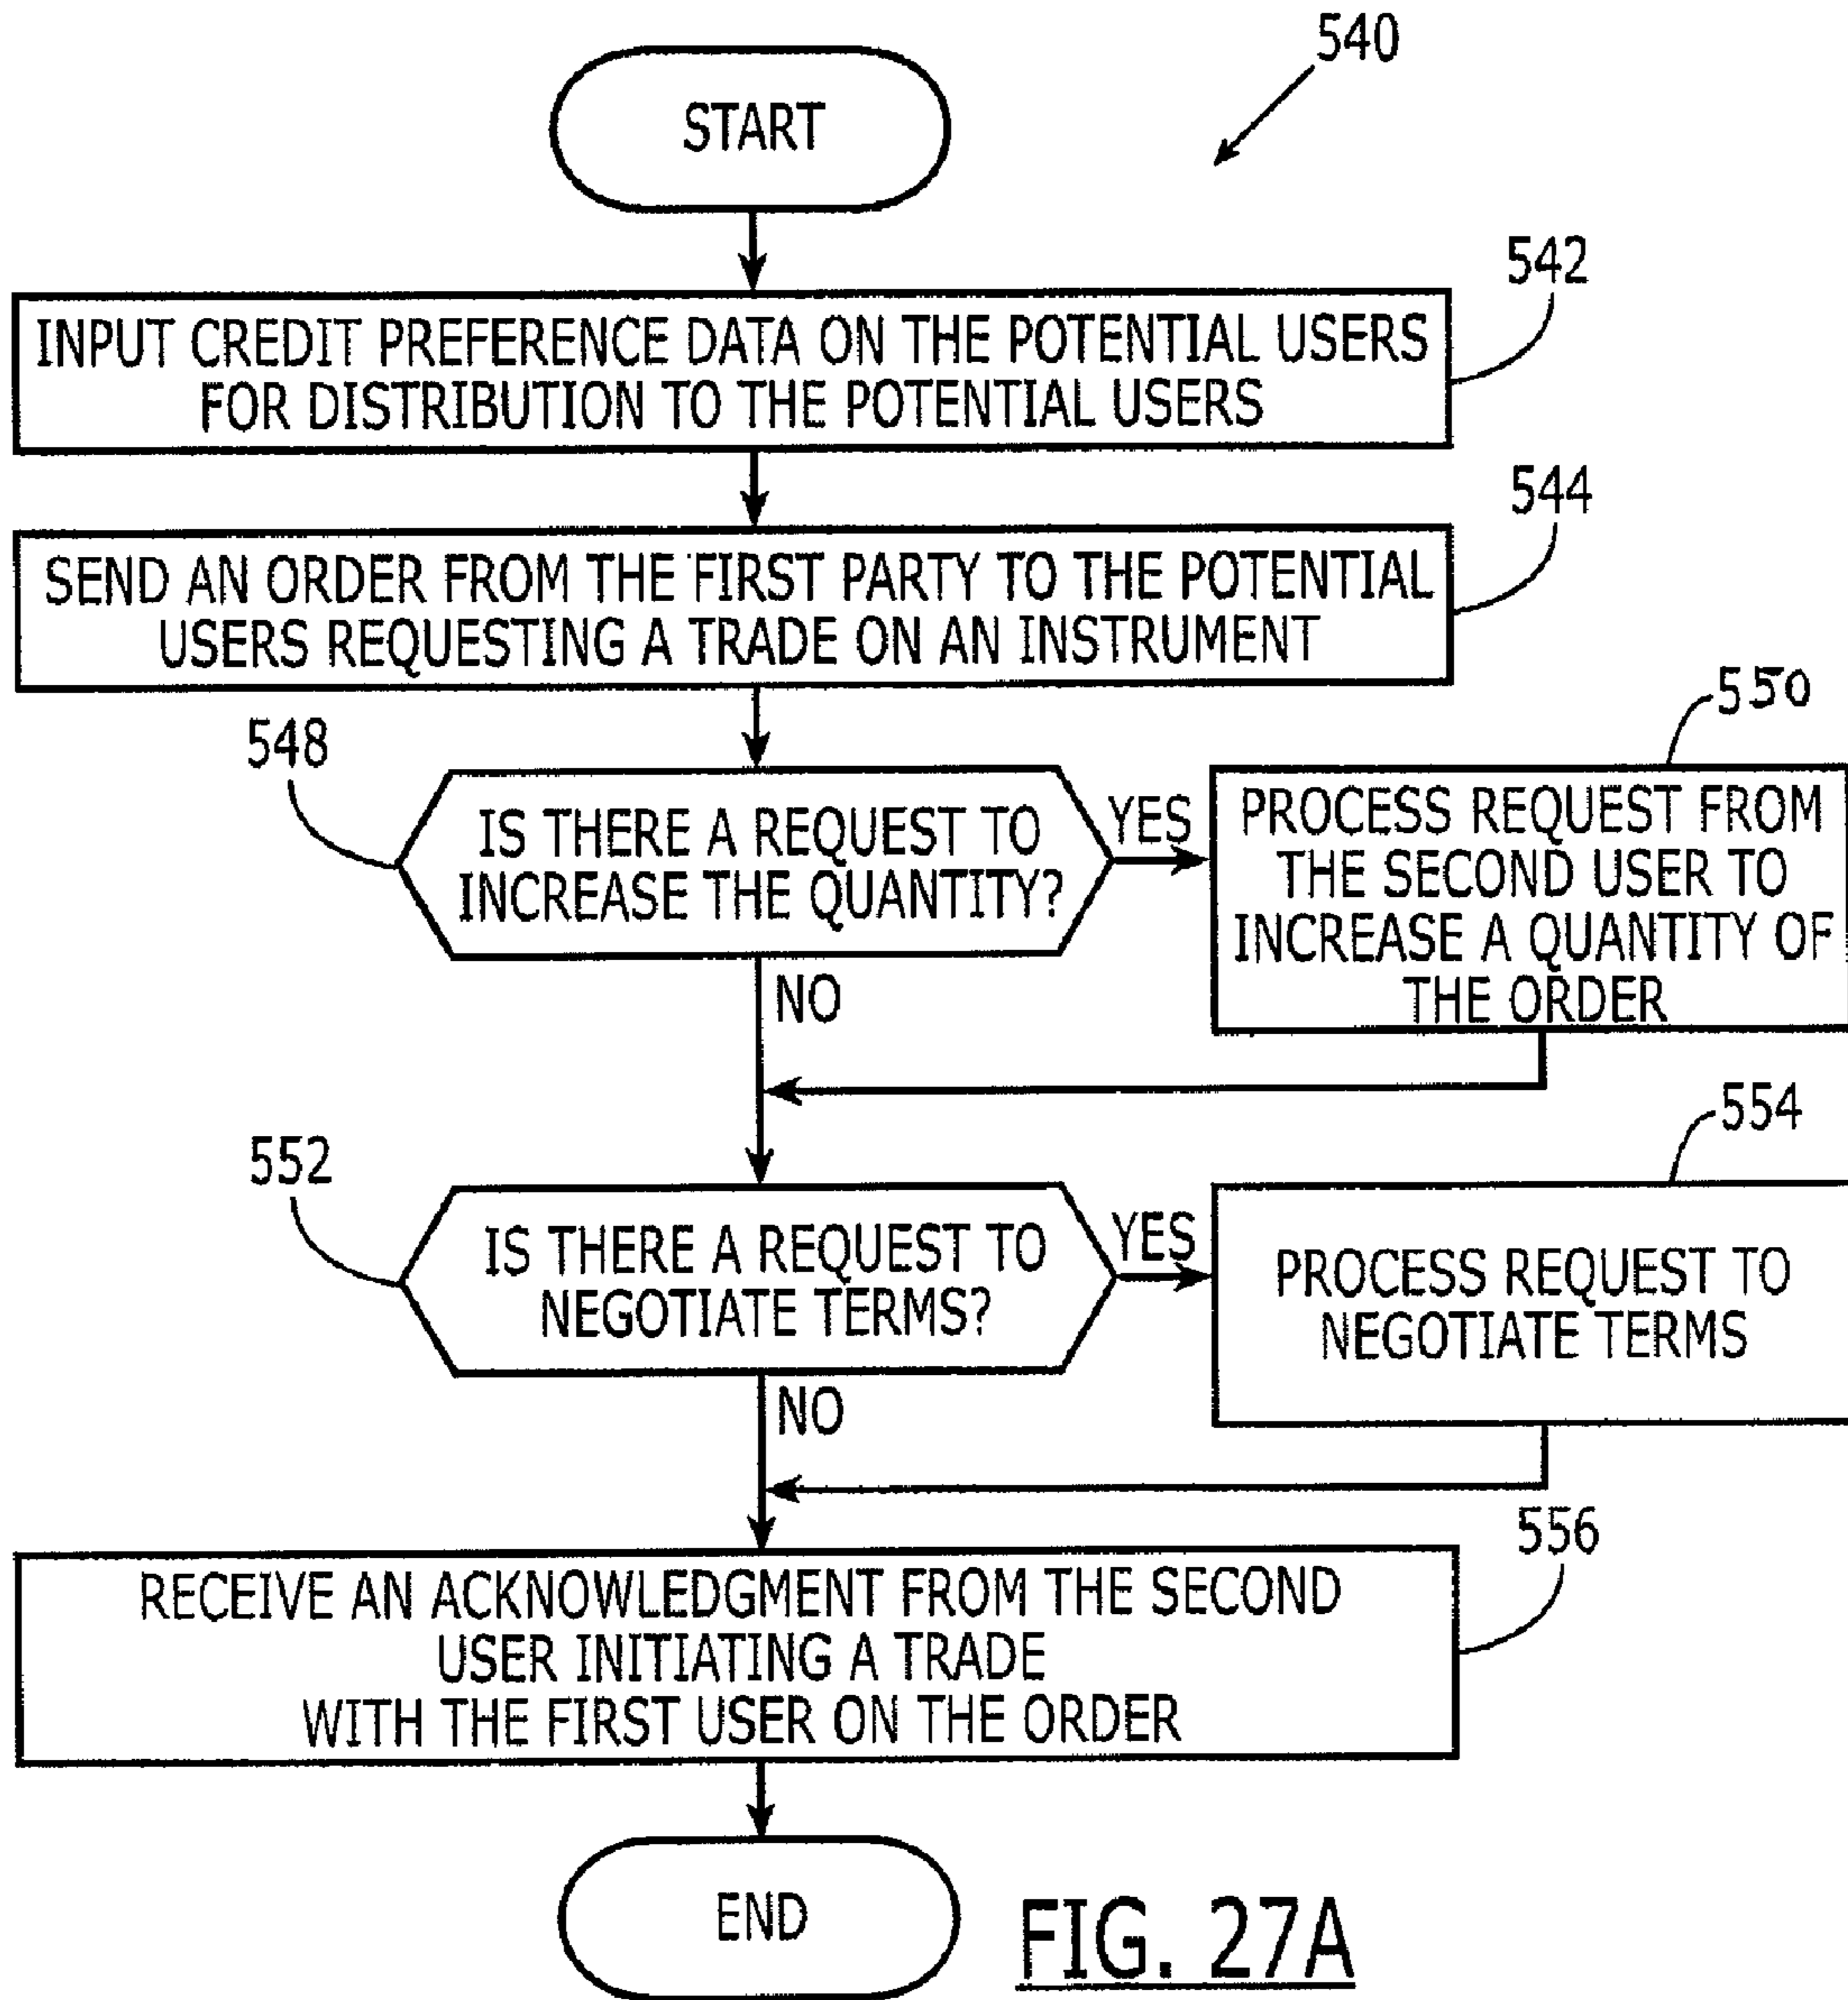 540
START
542
INPUT CREDIT PREFERENCE DATA ON THE POTENTIAL USERS
FOR DISTRIBUTION TO THE POTENTIAL USERS
544
SEND AN ORDER FROM THE FIRST PARTY TO THE POTENTIAL
USERS REQUESTING A TRADE ON AN INSTRUMENT
548
IS THERE A REQUEST TO
INCREASE THE QUANTITY?
YES
NO
550
PROCESS REQUEST FROM
THE SECOND USER TO
INCREASE A QUANTITY OF
THE ORDER
552
IS THERE A REQUEST TO
NEGOTIATE TERMS?
YES
NO
554
PROCESS REQUEST TO
NEGOTIATE TERMS
556
RECEIVE AN ACKNOWLEDGMENT FROM THE SECOND
USER INITIATING A TRADE
WITH THE FIRST USER ON THE ORDER
END
FIG. 27A